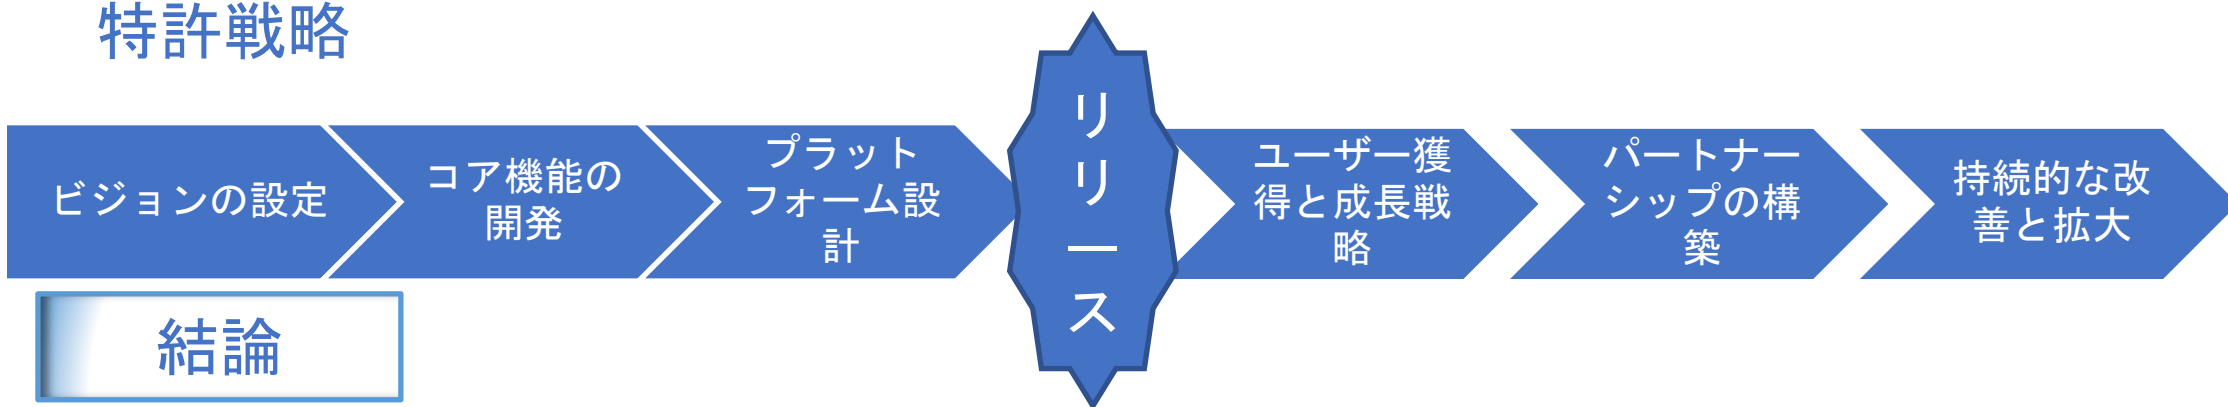 特許戦略
ビジョンの設定
コア機能の
開発
プラット
フォーム設
計
リリース
ユーザー獲
得と成長戦
略
パートナー
シップの構
築
持続的な改
善と拡大
結論